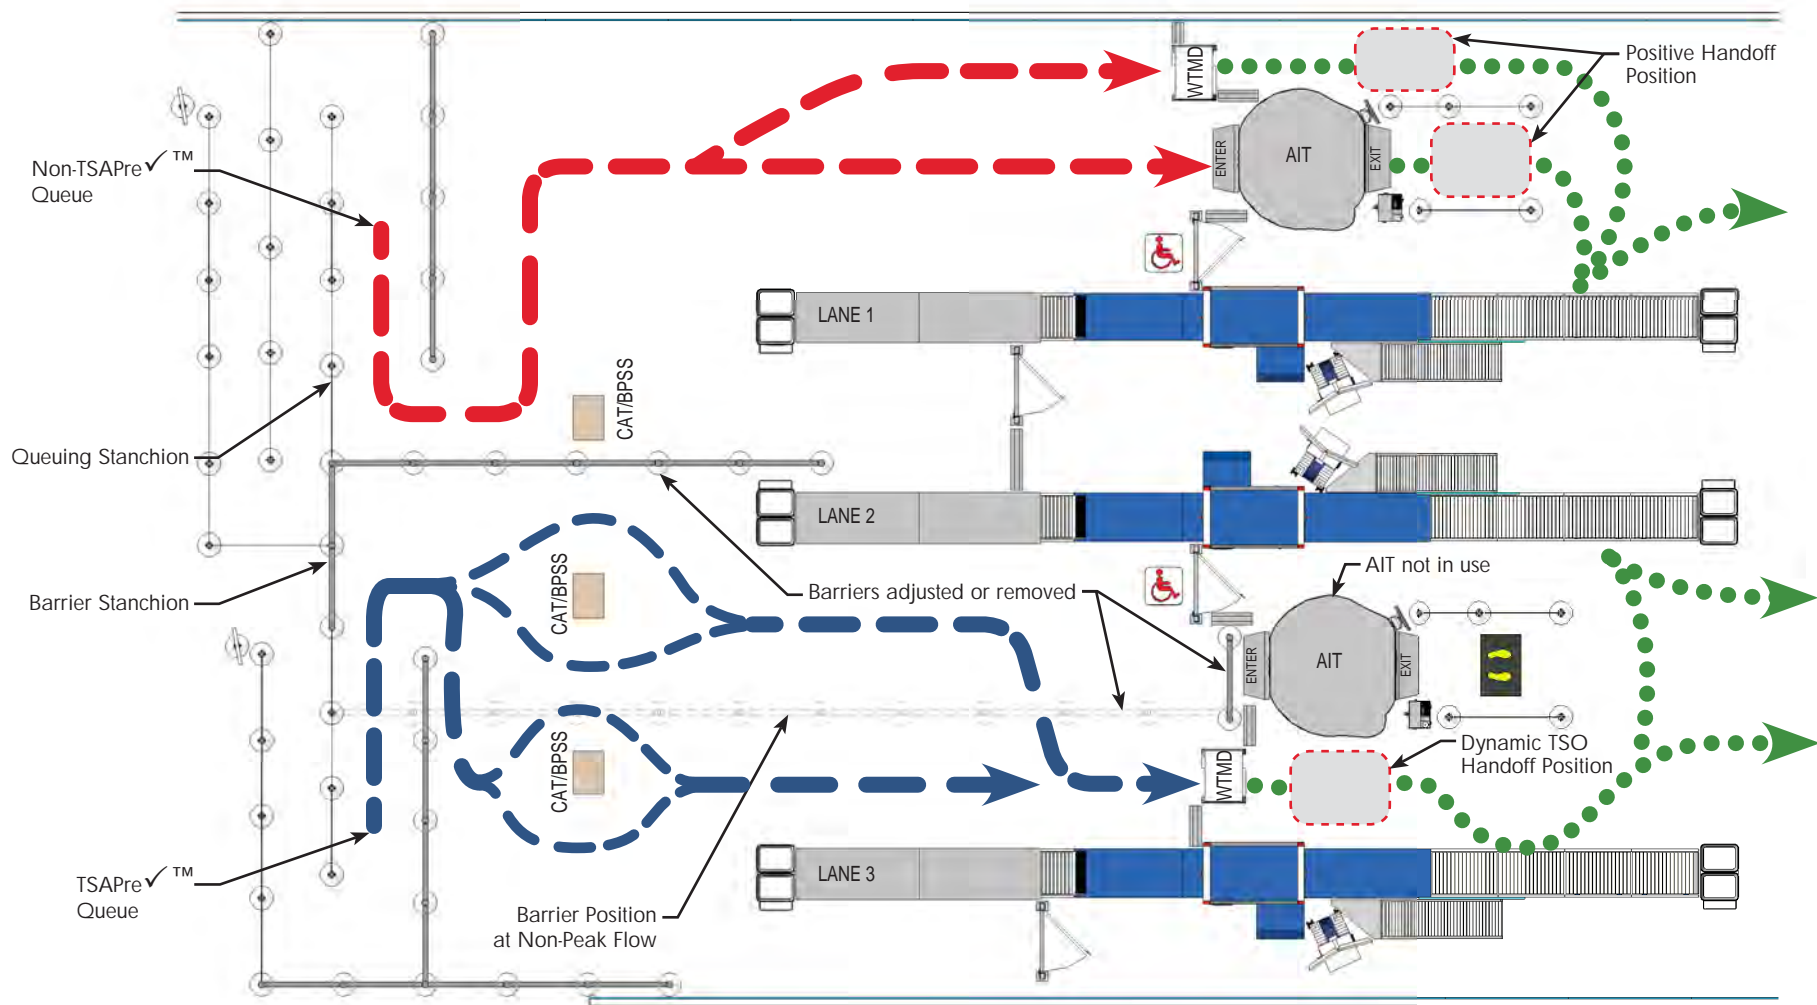 Positive Handoff
Position
WTMD
ENTER
AIT
EXIT
Non-TSAPre✓™
Queue
LANE 1
CAT/BPSS
Queuing Stanchion
LANE 2
Barrier Stanchion
CAT/BPSS
Barriers adjusted or removed
AIT not in use
ENTER
AIT
EXIT
CAT/BPSS
WTMD
Dynamic TSO
Handoff Position
TSAPre✓™
Queue
LANE 3
Barrier Position
at Non-Peak Flow